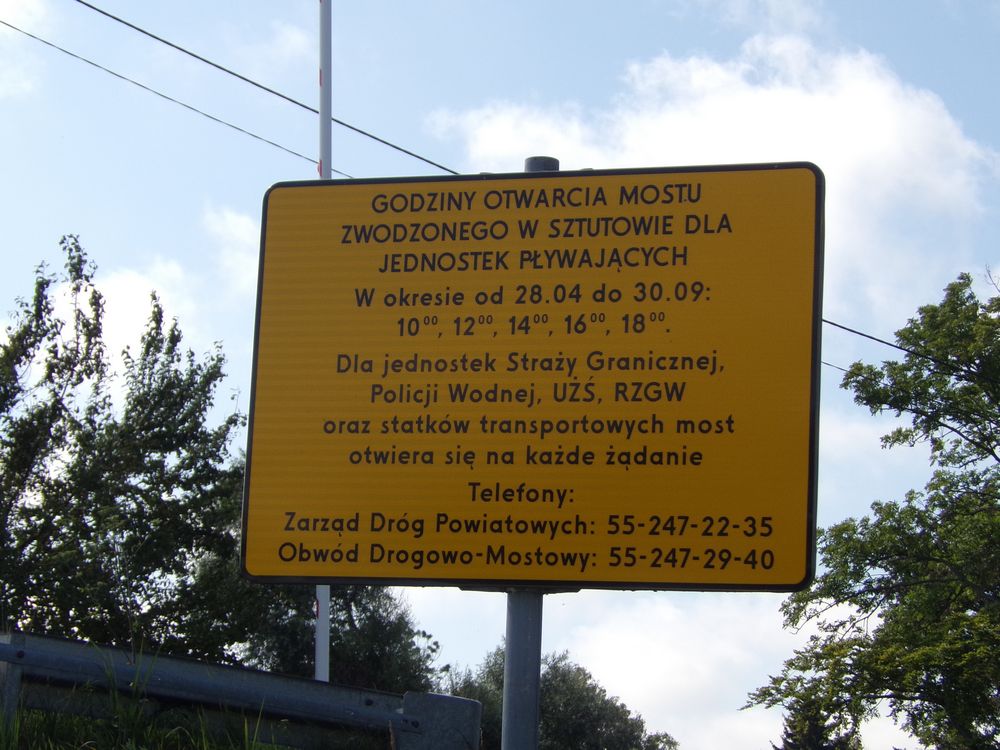 GODZINY OTWARCIA MOSTU
ZWODZONEGO W SZTUTOWIE DLA
JEDNOSTEK PŁYWAJĄCYCH
W okresie od 28.04 do 30.09:
10⁰⁰, 12⁰⁰, 14⁰⁰, 16⁰⁰, 18⁰⁰.
Dla jednostek Straży Granicznej,
Policji Wodnej, UŻŚ, RZGW
oraz statków transportowych most
otwiera się na każde żądanie
Telefony:
Zarząd Dróg Powiatowych: 55-247-22-35
Obwód Drogowo-Mostowy: 55-247-29-40